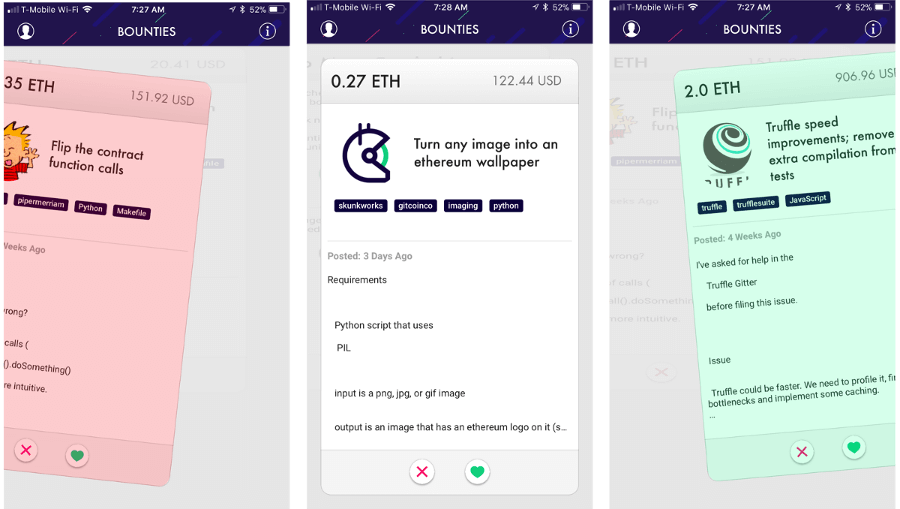 T-Mobile Wi-Fi 7:27 AM 52%
BOUNTIES
20.41 USD
35 ETH 151.92 USD
Flip the contract
function calls
pipermerriam Python Makefile
Weeks Ago
wrong?
calls (
().doSomething()
re intuitive.
T-Mobile Wi-Fi 7:28 AM 52%
BOUNTIES
0.27 ETH 122.44 USD
Turn any image into an
ethereum wallpaper
skunkworks gitcoinco imaging python
Posted: 3 Days Ago
Requirements
Python script that uses
PIL
input is a png, jpg, or gif image
output is an image that has an ethereum logo on it (s...
T-Mobile Wi-Fi 7:27 AM 52%
BOUNTIES
ETH
Flip
func
pipermerriam
Weeks Ago
wrong?
f calls (
all().doSomethin
more intuitive.
2.0 ETH 906.96 US
Truffle speed
improvements; remove
extra compilation from
tests
truffle trufflesuite JavaScript
Posted: 4 Weeks Ago
I've asked for help in the
Truffle Gitter
before filing this issue.
Issue
Truffle could be faster. We need to profile it, fi
bottlenecks and implement some caching.
...